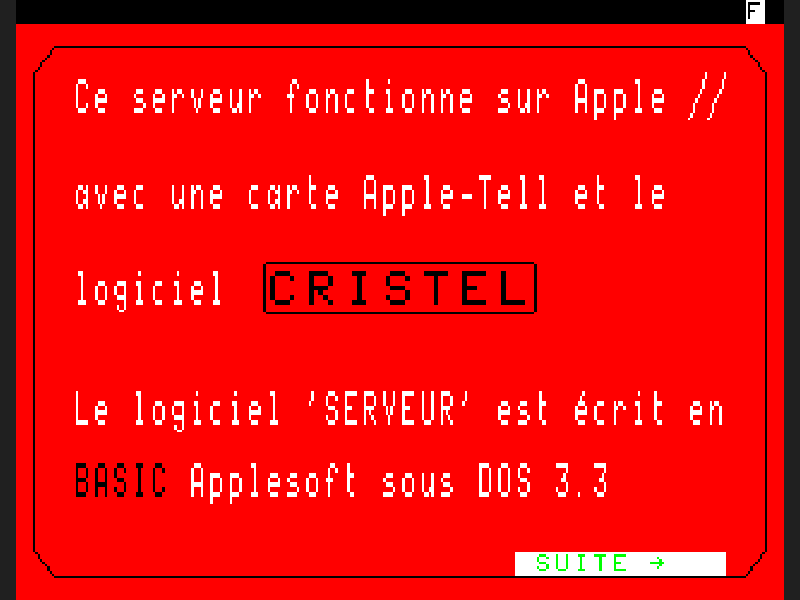 F
Ce serveur fonctionne sur Apple //
avec une carte Apple-Tell et le
logiciel CRISTEL
Le logiciel 'SERVEUR' est écrit en
BASIC Applesoft sous DOS 3.3
SUITE →